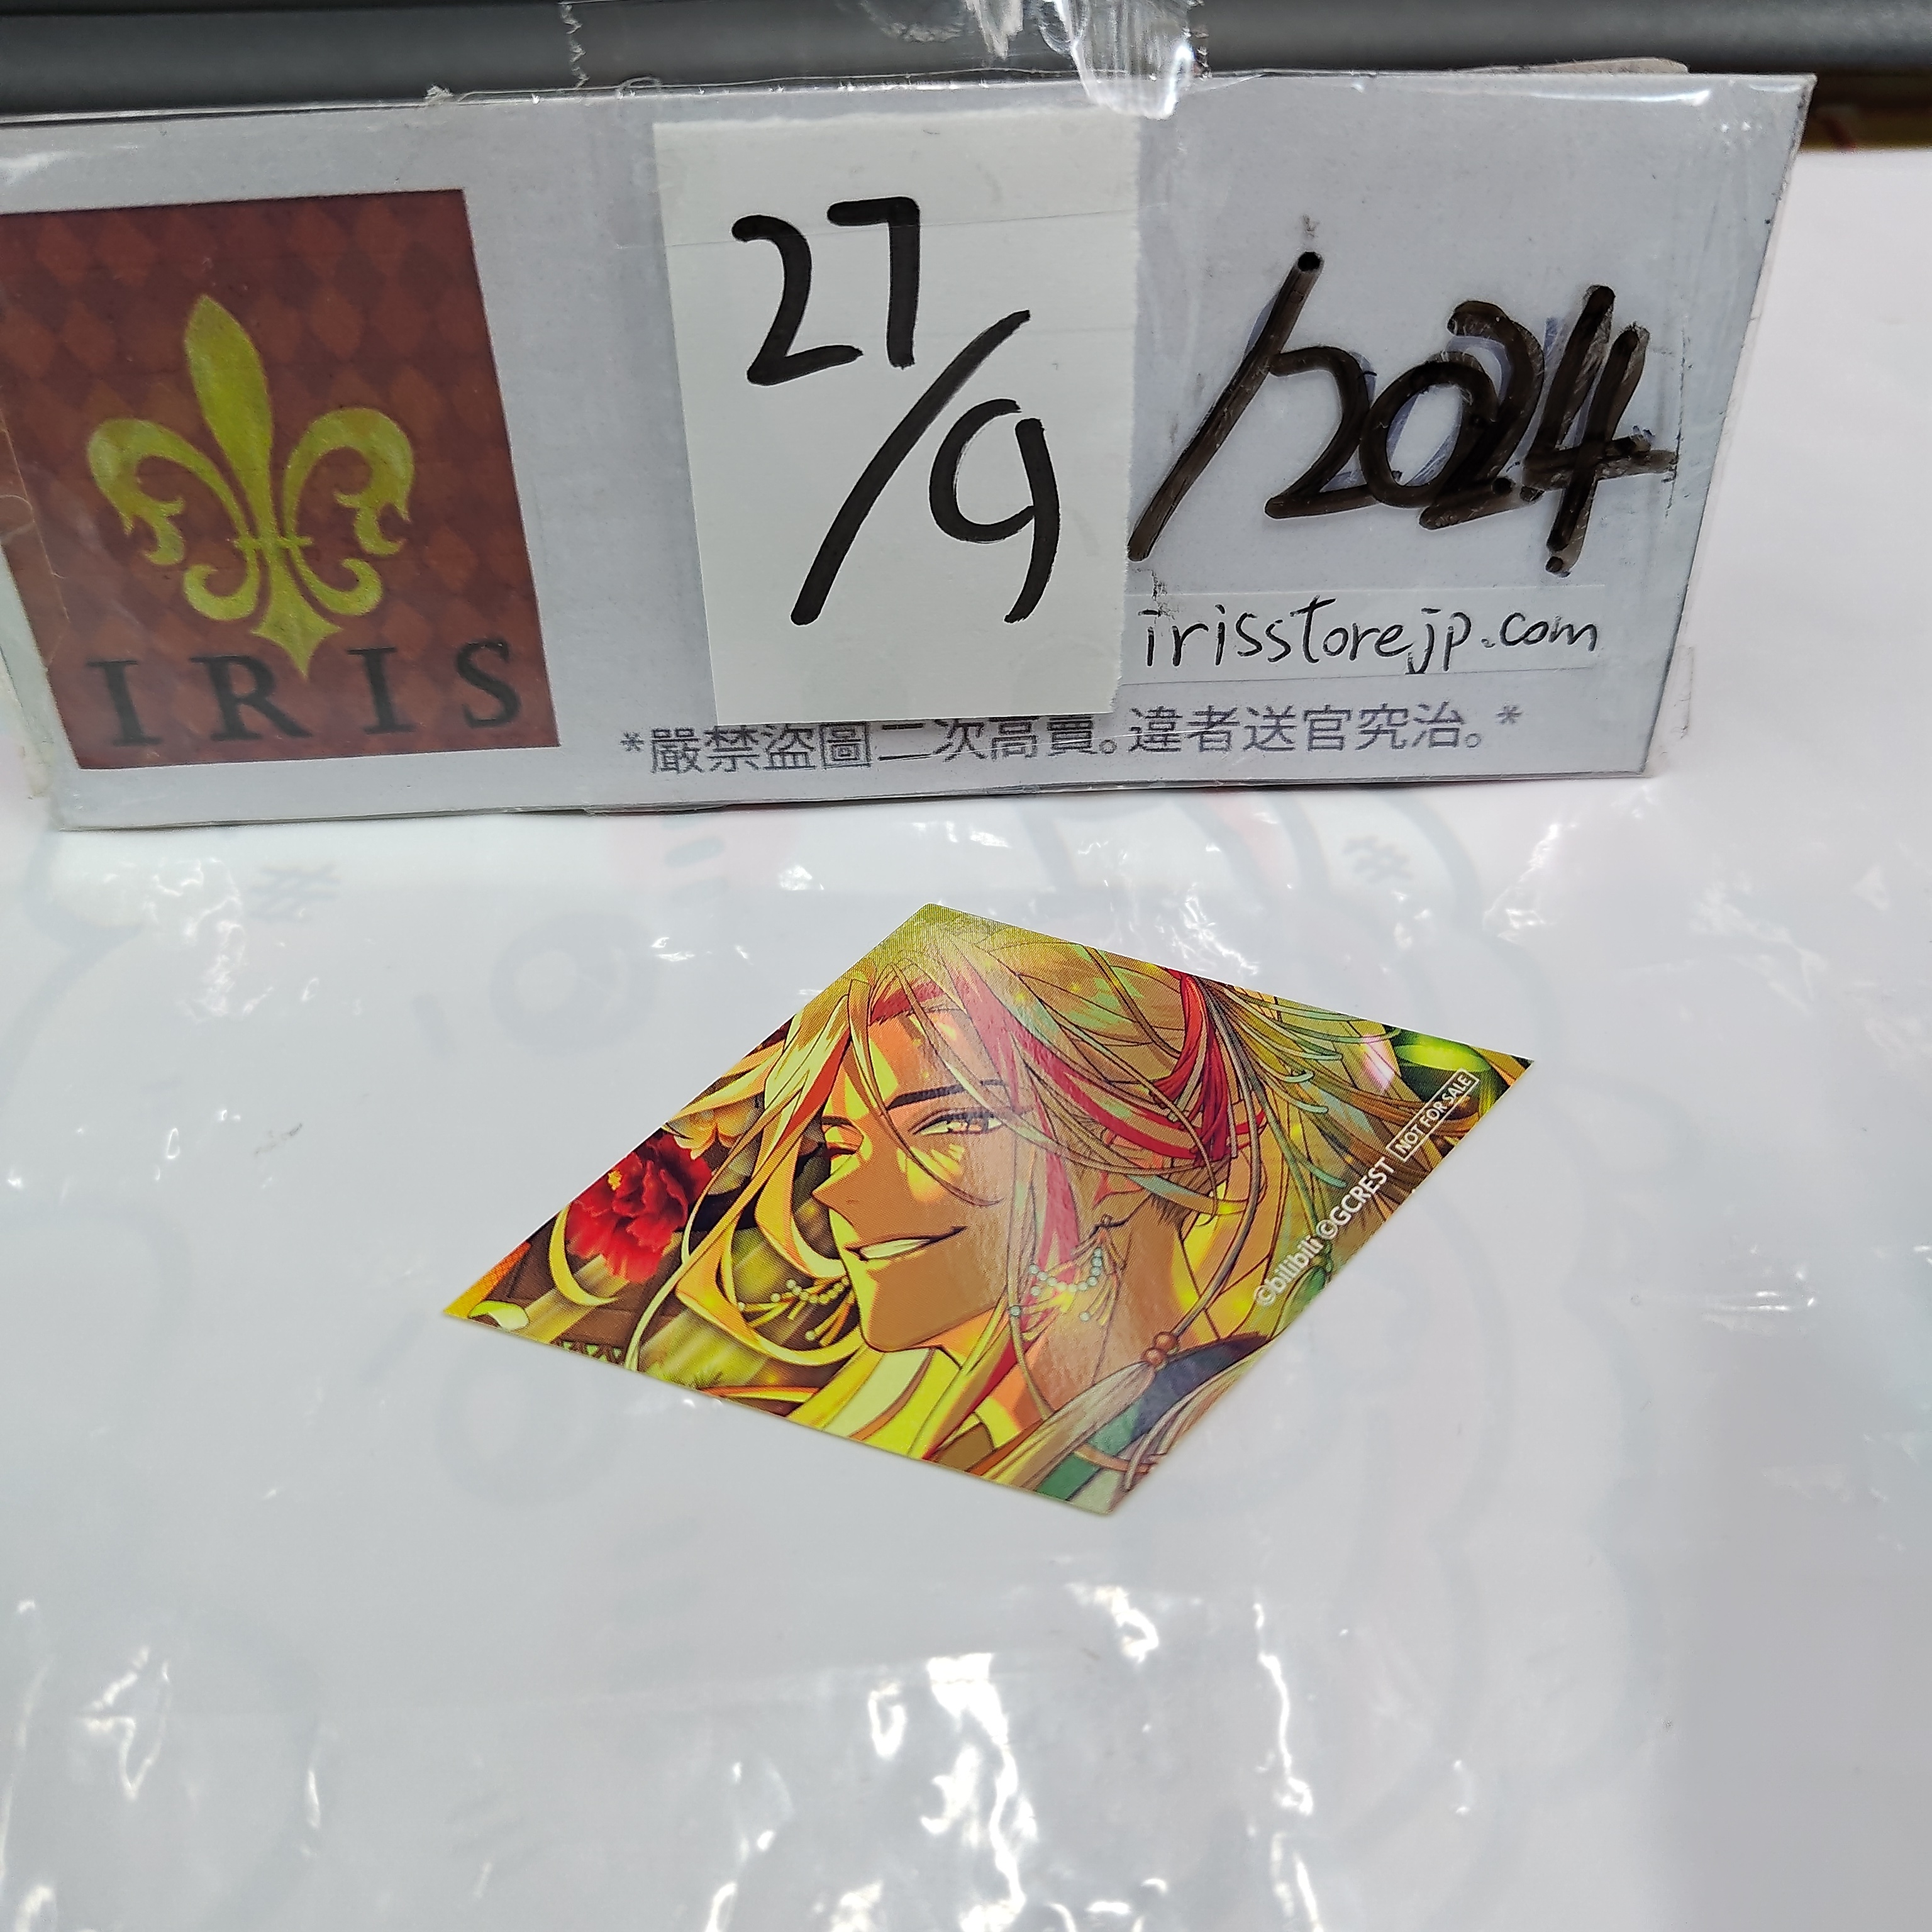 27/9/2024
IRIS
irisstorejp.com
*嚴禁盜圖二次高賣。違者送官究治。*
NOT FOR SALE
©bilibili ©GCREST